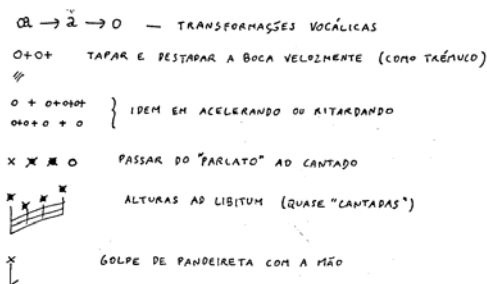 a → ä → o — TRANSFORMAÇÕES VOCÁLICAS
o+o+ TAPAR E DESTAPAR A BOCA VELOZMENTE (COMO TRÉMULO)
o + o+o+o+
o+o+o + o } IDEM EM ACELERANDO OU RITARDANDO
PASSAR DO "PARLATO" AO CANTADO
ALTURAS AD LIBITUM (QUASE "CANTADAS")
GOLPE DE PANDEIRETA COM A MÃO